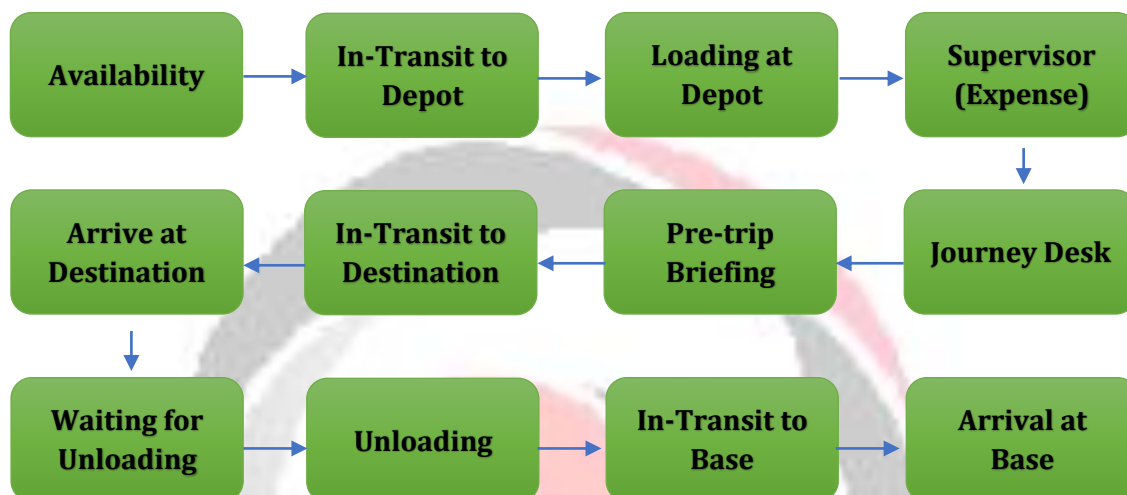 Availability
In-Transit to
Depot
Loading at
Depot
Supervisor
(Expense)
Arrive at
Destination
In-Transit to
Destination
Pre-trip
Briefing
Journey Desk
Waiting for
Unloading
Unloading
In-Transit to
Base
Arrival at
Base